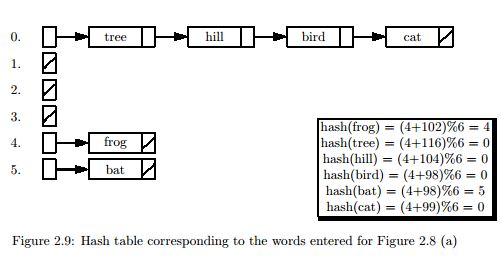 0. tree hill bird cat
1.
2.
3.
4. frog
5. bat
hash(frog) = (4+102)%6 = 4
hash(tree) = (4+116)%6 = 0
hash(hill) = (4+104)%6 = 0
hash(bird) = (4+98)%6 = 0
hash(bat) = (4+98)%6 = 5
hash(cat) = (4+99)%6 = 0
Figure 2.9: Hash table corresponding to the words entered for Figure 2.8 (a)